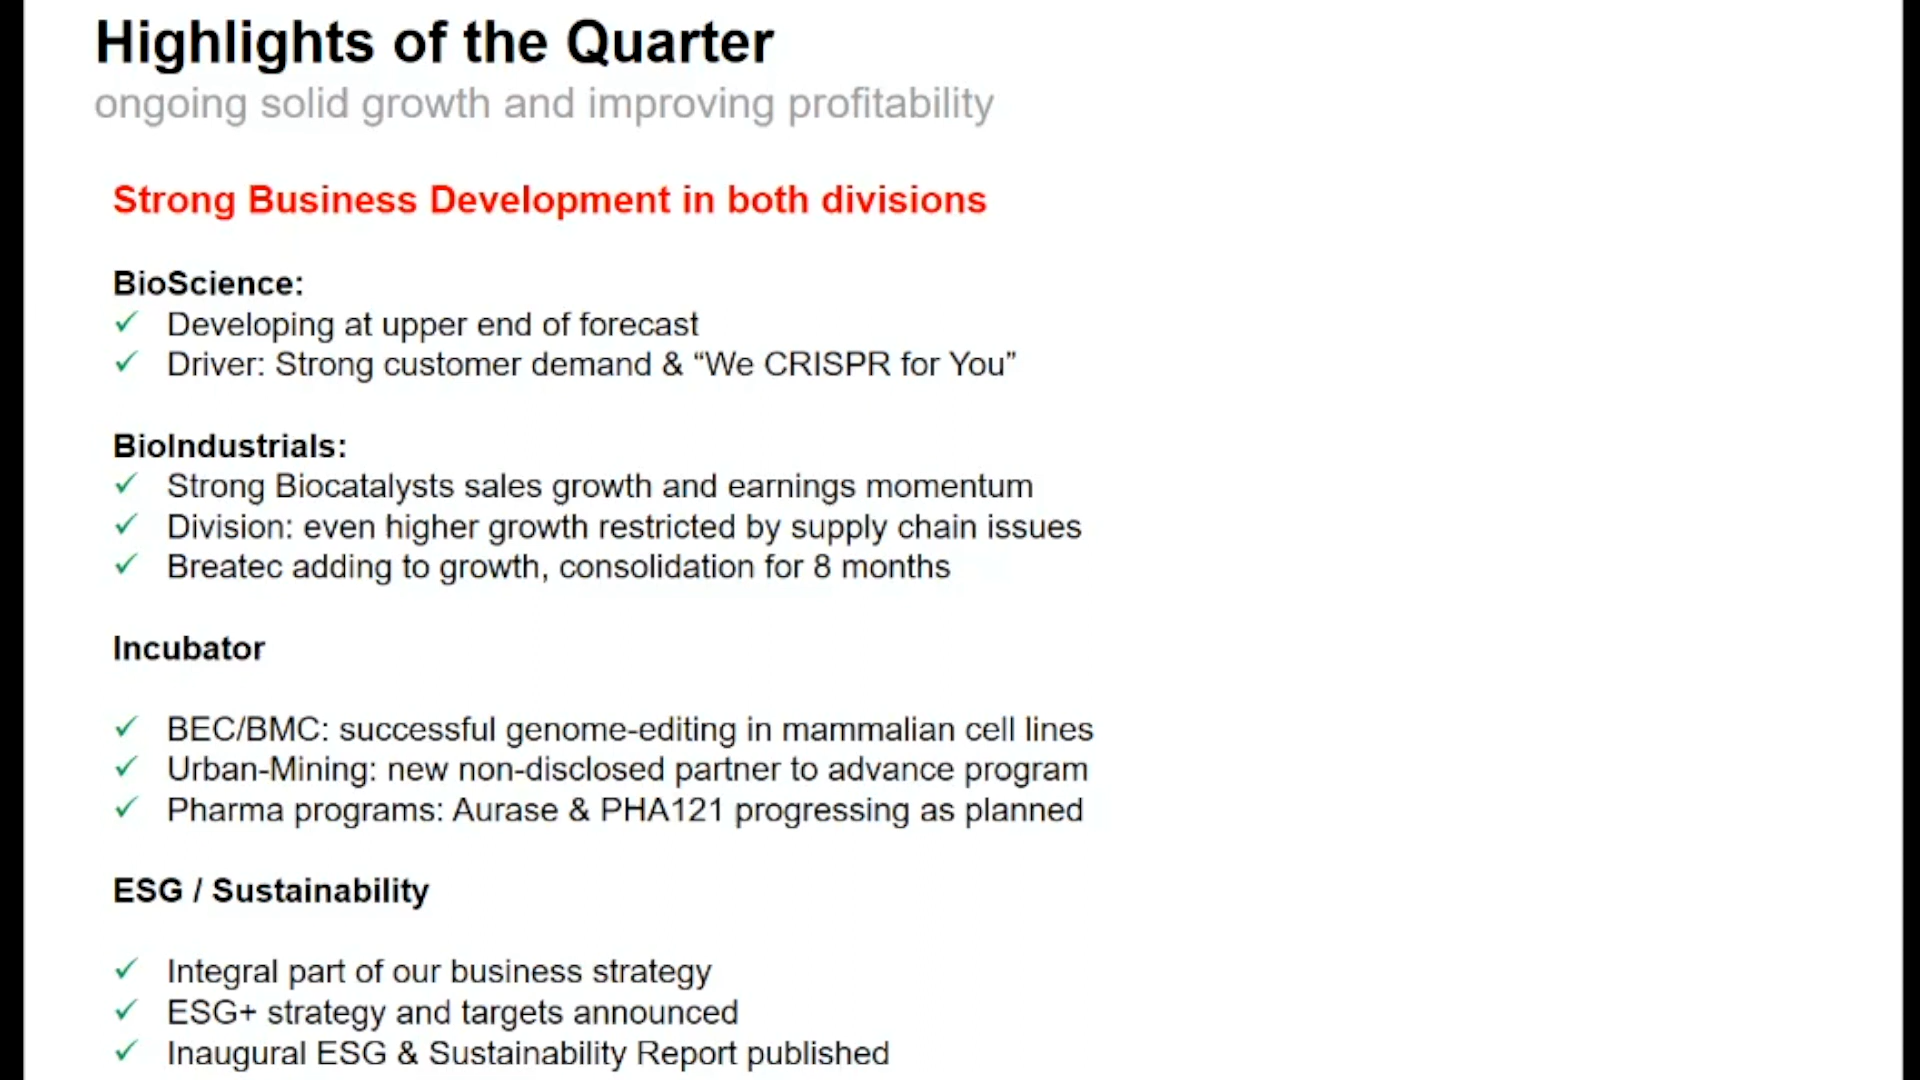 Highlights of the Quarter
ongoing solid growth and improving profitability
Strong Business Development in both divisions
BioScience:
✓ Developing at upper end of forecast
✓ Driver: Strong customer demand & “We CRISPR for You”
BioIndustrials:
✓ Strong Biocatalysts sales growth and earnings momentum
✓ Division: even higher growth restricted by supply chain issues
✓ Breatec adding to growth, consolidation for 8 months
Incubator
✓ BEC/BMC: successful genome-editing in mammalian cell lines
✓ Urban-Mining: new non-disclosed partner to advance program
✓ Pharma programs: Aurase & PHA121 progressing as planned
ESG / Sustainability
✓ Integral part of our business strategy
✓ ESG+ strategy and targets announced
✓ Inaugural ESG & Sustainability Report published